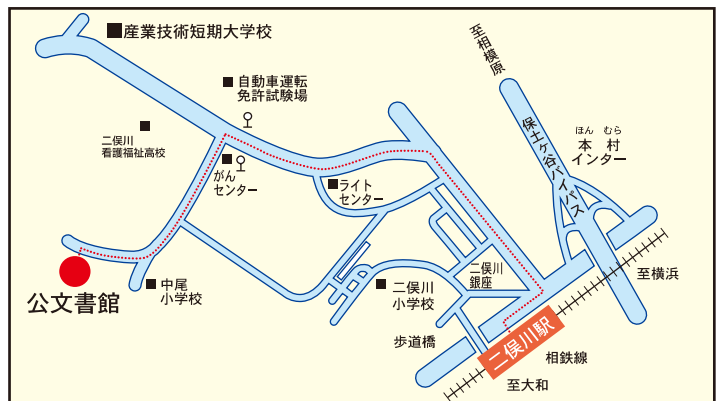 産業技術短期大学校
至相模原
自動車運転
免許試験場
二俣川
看護福祉高校
保土ヶ谷バイパス
ほん むら
本 村
インター
がん
センター
ライト
センター
公文書館
中尾
小学校
二俣川
小学校
二俣川
銀座
至横浜
歩道橋
二俣川駅
相鉄線
至大和